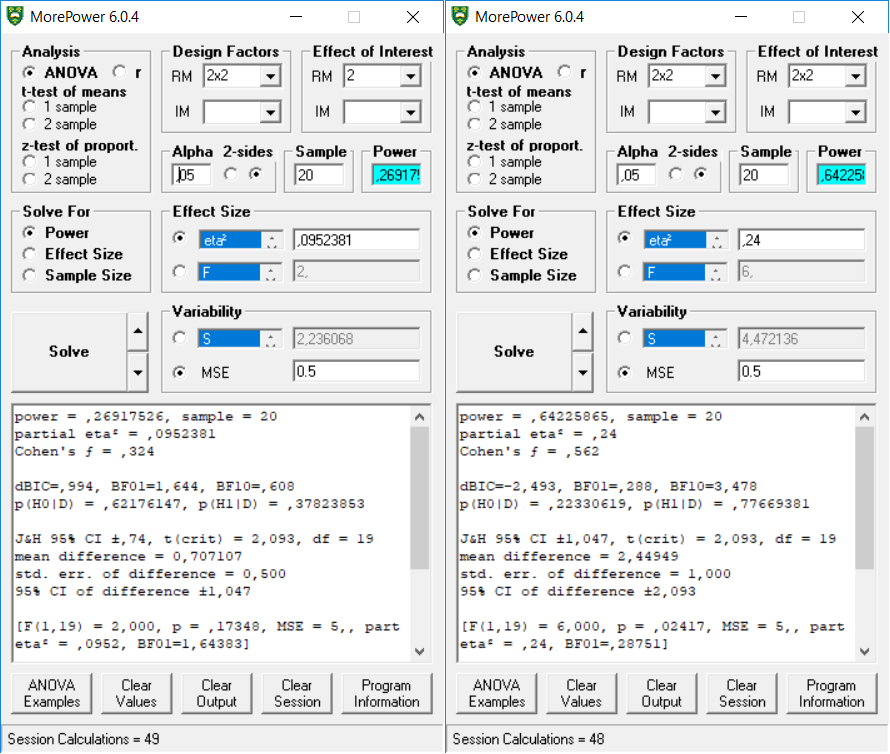 MorePower 6.0.4
Analysis
ANOVA r
t-test of means
1 sample
2 sample
z-test of proport.
1 sample
2 sample
Design Factors
RM 2x2
IM
Effect of Interest
RM 2
IM
Alpha 2-sides
,05
Sample
20
Power
,26917
Solve For
Power
Effect Size
Sample Size
Effect Size
eta² ,0952381
F 2,
Solve
Variability
S 2,236068
MSE 0.5
power = ,26917526, sample = 20
partial eta² = ,0952381
Cohen's ƒ = ,324
dBIC=,994, BF01=1,644, BF10=,608
p(H0|D) = ,62176147, p(H1|D) = ,37823853
J&H 95% CI ±,74, t(crit) = 2,093, df = 19
mean difference = 0,707107
std. err. of difference = 0,500
95% CI of difference ±1,047
[F(1,19) = 2,000, p = ,17348, MSE = 5,, part
eta² = ,0952, BF01=1,64383]
ANOVA Examples
Clear Values
Clear Output
Clear Session
Program Information
Session Calculations = 49
MorePower 6.0.4
Analysis
ANOVA r
t-test of means
1 sample
2 sample
z-test of proport.
1 sample
2 sample
Design Factors
RM 2x2
IM
Effect of Interest
RM 2x2
IM
Alpha 2-sides
,05
Sample
20
Power
,64225
Solve For
Power
Effect Size
Sample Size
Effect Size
eta² ,24
F 6,
Solve
Variability
S 4,472136
MSE 0.5
power = ,64225865, sample = 20
partial eta² = ,24
Cohen's ƒ = ,562
dBIC=-2,493, BF01=,288, BF10=3,478
p(H0|D) = ,22330619, p(H1|D) = ,77669381
J&H 95% CI ±1,047, t(crit) = 2,093, df = 19
mean difference = 2,44949
std. err. of difference = 1,000
95% CI of difference ±2,093
[F(1,19) = 6,000, p = ,02417, MSE = 5,, part
eta² = ,24, BF01=,28751]
ANOVA Examples
Clear Values
Clear Output
Clear Session
Program Information
Session Calculations = 48